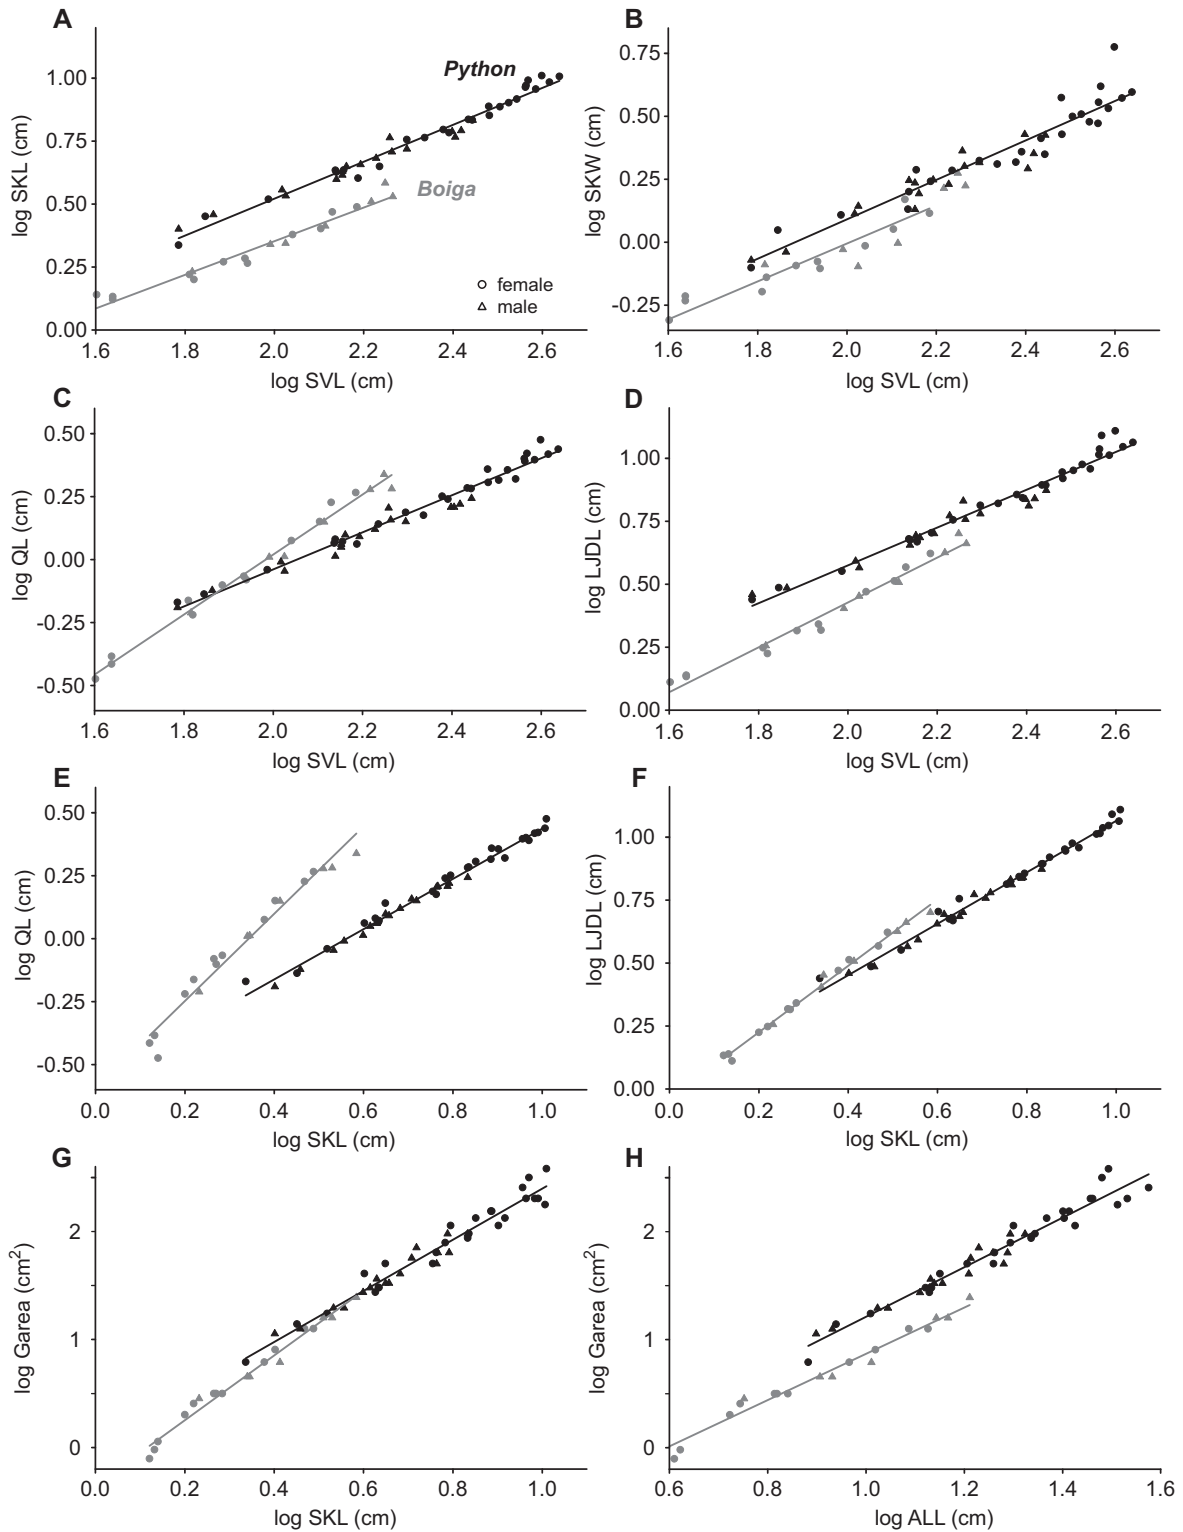 A
B
log SKL (cm)
1.00
0.75
0.50
0.25
0.00
Python
Boiga
female
male
1.6 1.8 2.0 2.2 2.4 2.6
log SVL (cm)
log SKW (cm)
0.75
0.50
0.25
0.00
-0.25
1.6 1.8 2.0 2.2 2.4 2.6
log SVL (cm)
C
D
log QL (cm)
0.50
0.25
0.00
-0.25
-0.50
1.6 1.8 2.0 2.2 2.4 2.6
log SVL (cm)
log LJDL (cm)
1.00
0.75
0.50
0.25
0.00
1.6 1.8 2.0 2.2 2.4 2.6
log SVL (cm)
E
F
log QL (cm)
0.50
0.25
0.00
-0.25
-0.50
0.0 0.2 0.4 0.6 0.8 1.0
log SKL (cm)
log LJDL (cm)
1.00
0.75
0.50
0.25
0.00
0.0 0.2 0.4 0.6 0.8 1.0
log SKL (cm)
G
H
log Garea (cm²)
2
1
0
0.0 0.2 0.4 0.6 0.8 1.0
log SKL (cm)
log Garea (cm²)
2
1
0
0.6 0.8 1.0 1.2 1.4 1.6
log ALL (cm)